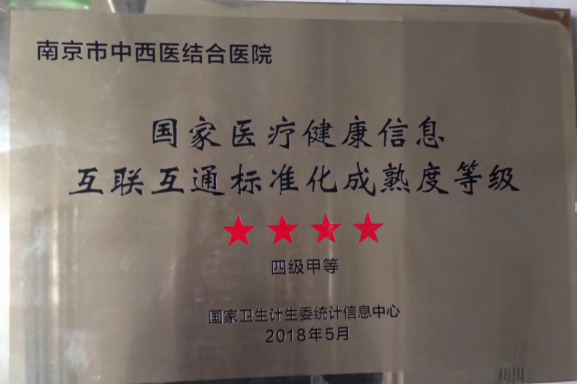 南京市中西医结合医院
国家医疗健康信息
互联互通标准化成熟度等级
四级甲等
国家卫生计生委统计信息中心
2018年5月